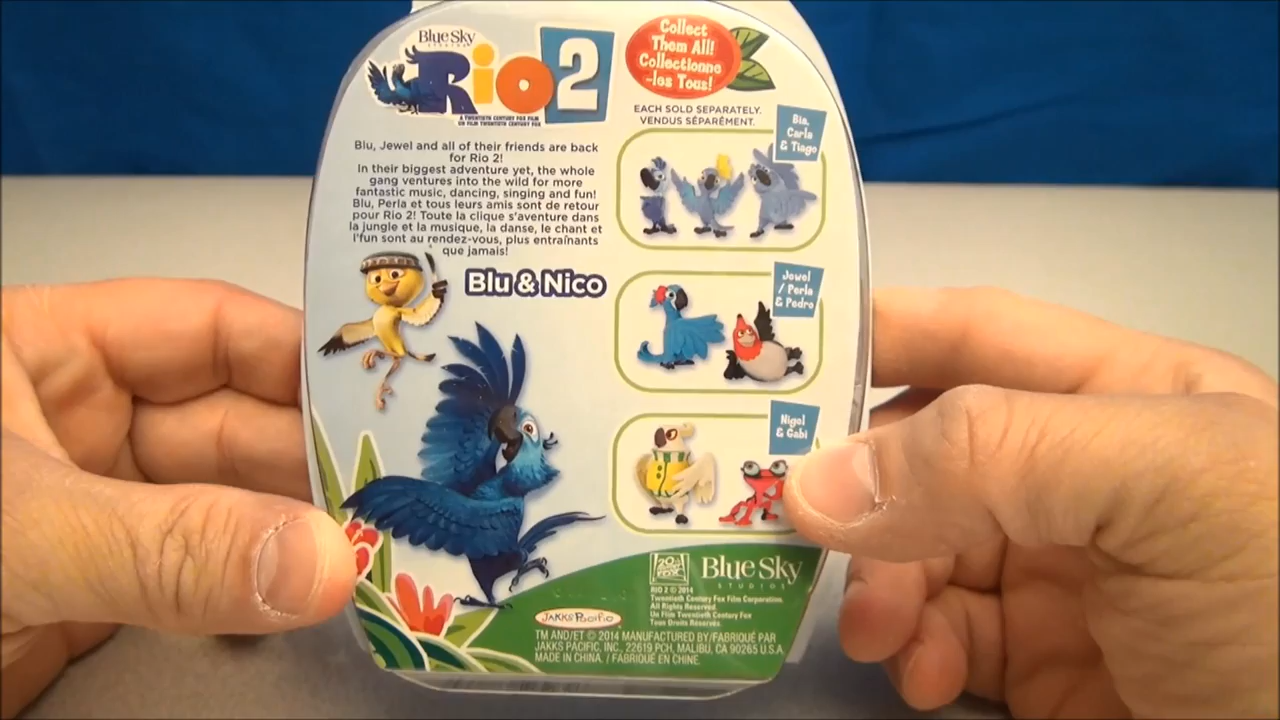 Blue Sky
STUDIOS
Rio 2
A TWENTIETH CENTURY FOX FILM
UN FILM TWENTIETH CENTURY FOX
Blu, Jewel and all of their friends are back
for Rio 2!
In their biggest adventure yet, the whole
gang ventures into the wild for more
fantastic music, dancing, singing and fun!
Blu, Perla et tous leurs amis sont de retour
pour Rio 2! Toute la clique s'aventure dans
la jungle et la musique, la danse, le chant et
l'fun sont au rendez-vous, plus entraînants
que jamais!
Blu & Nico
Collect
Them All!
Collectionne
-les Tous!
EACH SOLD SEPARATELY.
VENDUS SÉPARÉMENT.
Bia,
Carla
& Tiago
Jewel
/ Perla
& Pedro
Nigel
& Gabi
20th
CENTURY
FOX
Blue Sky
STUDIOS
RIO 2 © 2014
Twentieth Century Fox Film Corporation.
All Rights Reserved.
Un Film Twentieth Century Fox
Tous Droits Réservés.
JAKKS Pacific
TM AND/ET © 2014 MANUFACTURED BY/FABRIQUÉ PAR
JAKKS PACIFIC, INC., 22619 PCH, MALIBU, CA 90265 U.S.A.
MADE IN CHINA. / FABRIQUÉ EN CHINE.